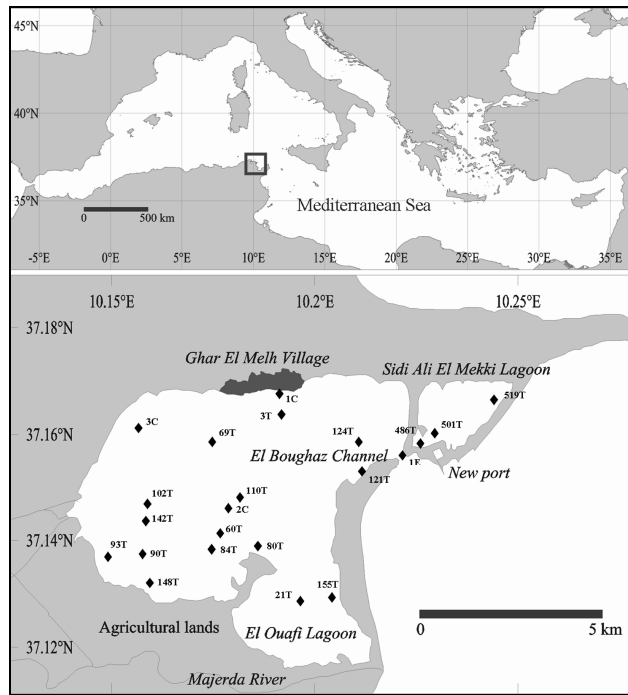 45°N
40°N
35°N
0 500 km
Mediterranean Sea
-5°E 0°E 5°E 10°E 15°E 20°E 25°E 30°E 35°E
10.15°E 10.2°E 10.25°E
37.18°N
Ghar El Melh Village
Sidi Ali El Mekki Lagoon
1C
519T
3T
3C
37.16°N
69T
124T
486T
501T
El Boughaz Channel
1E
New port
121T
102T
110T
142T
2C
60T
37.14°N
93T
90T
84T
80T
148T
21T
155T
Agricultural lands
El Ouafi Lagoon
0 5 km
37.12°N
Majerda River